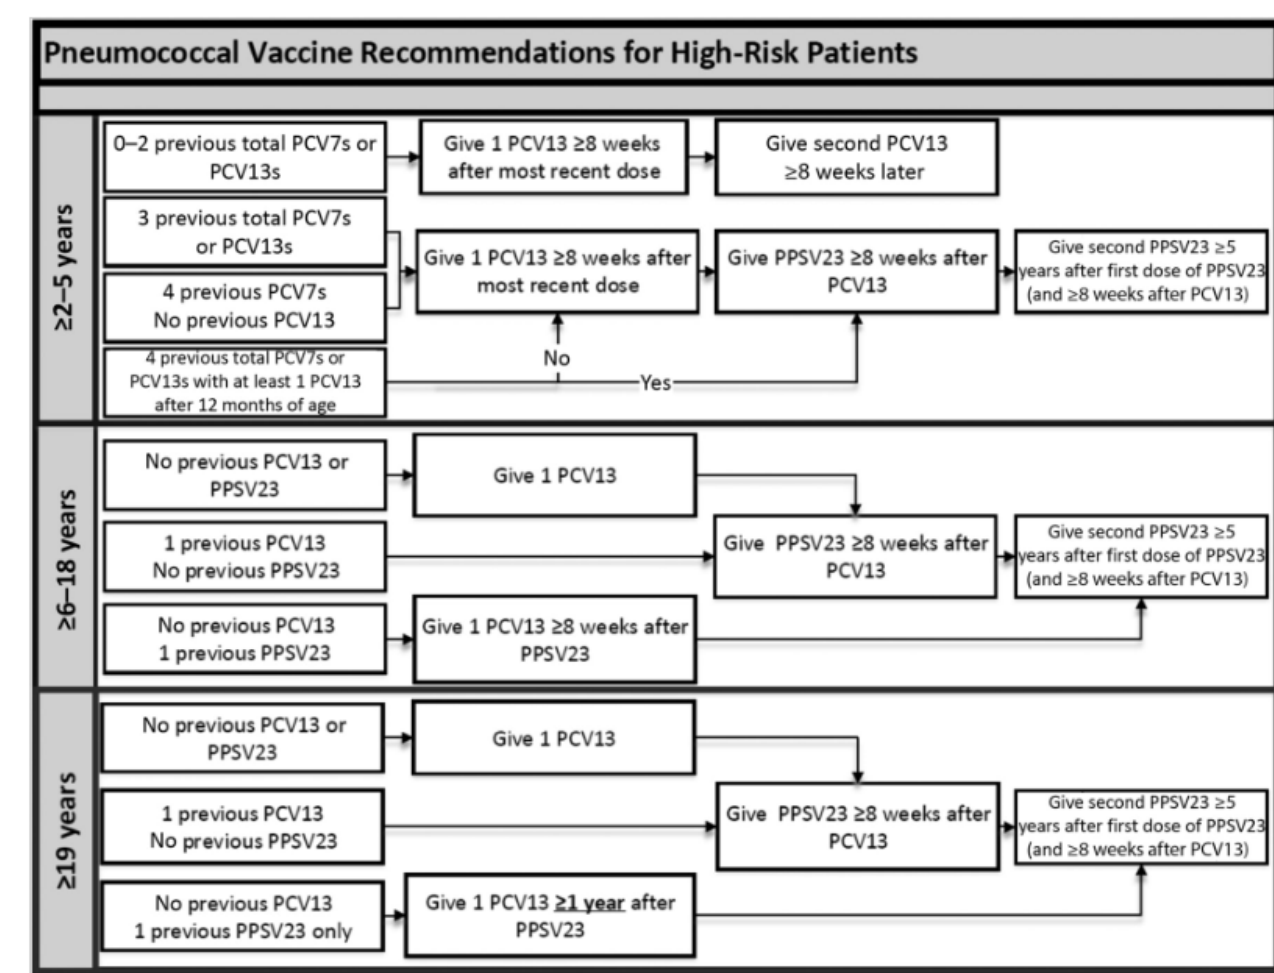 Pneumococcal Vaccine Recommendations for High-Risk Patients
≥2–5 years
0–2 previous total PCV7s or
PCV13s
Give 1 PCV13 ≥8 weeks
after most recent dose
Give second PCV13
≥8 weeks later
3 previous total PCV7s
or PCV13s
4 previous PCV7s
No previous PCV13
Give 1 PCV13 ≥8 weeks after
most recent dose
Give PPSV23 ≥8 weeks after
PCV13
Give second PPSV23 ≥5
years after first dose of PPSV23
(and ≥8 weeks after PCV13)
4 previous total PCV7s or
PCV13s with at least 1 PCV13
after 12 months of age
No
Yes
≥6–18 years
No previous PCV13 or
PPSV23
Give 1 PCV13
1 previous PCV13
No previous PPSV23
Give PPSV23 ≥8 weeks after
PCV13
Give second PPSV23 ≥5
years after first dose of PPSV23
(and ≥8 weeks after PCV13)
No previous PCV13
1 previous PPSV23
Give 1 PCV13 ≥8 weeks after
PPSV23
≥19 years
No previous PCV13 or
PPSV23
Give 1 PCV13
1 previous PCV13
No previous PPSV23
Give PPSV23 ≥8 weeks after
PCV13
Give second PPSV23 ≥5
years after first dose of PPSV23
(and ≥8 weeks after PCV13)
No previous PCV13
1 previous PPSV23 only
Give 1 PCV13 ≥1 year after
PPSV23